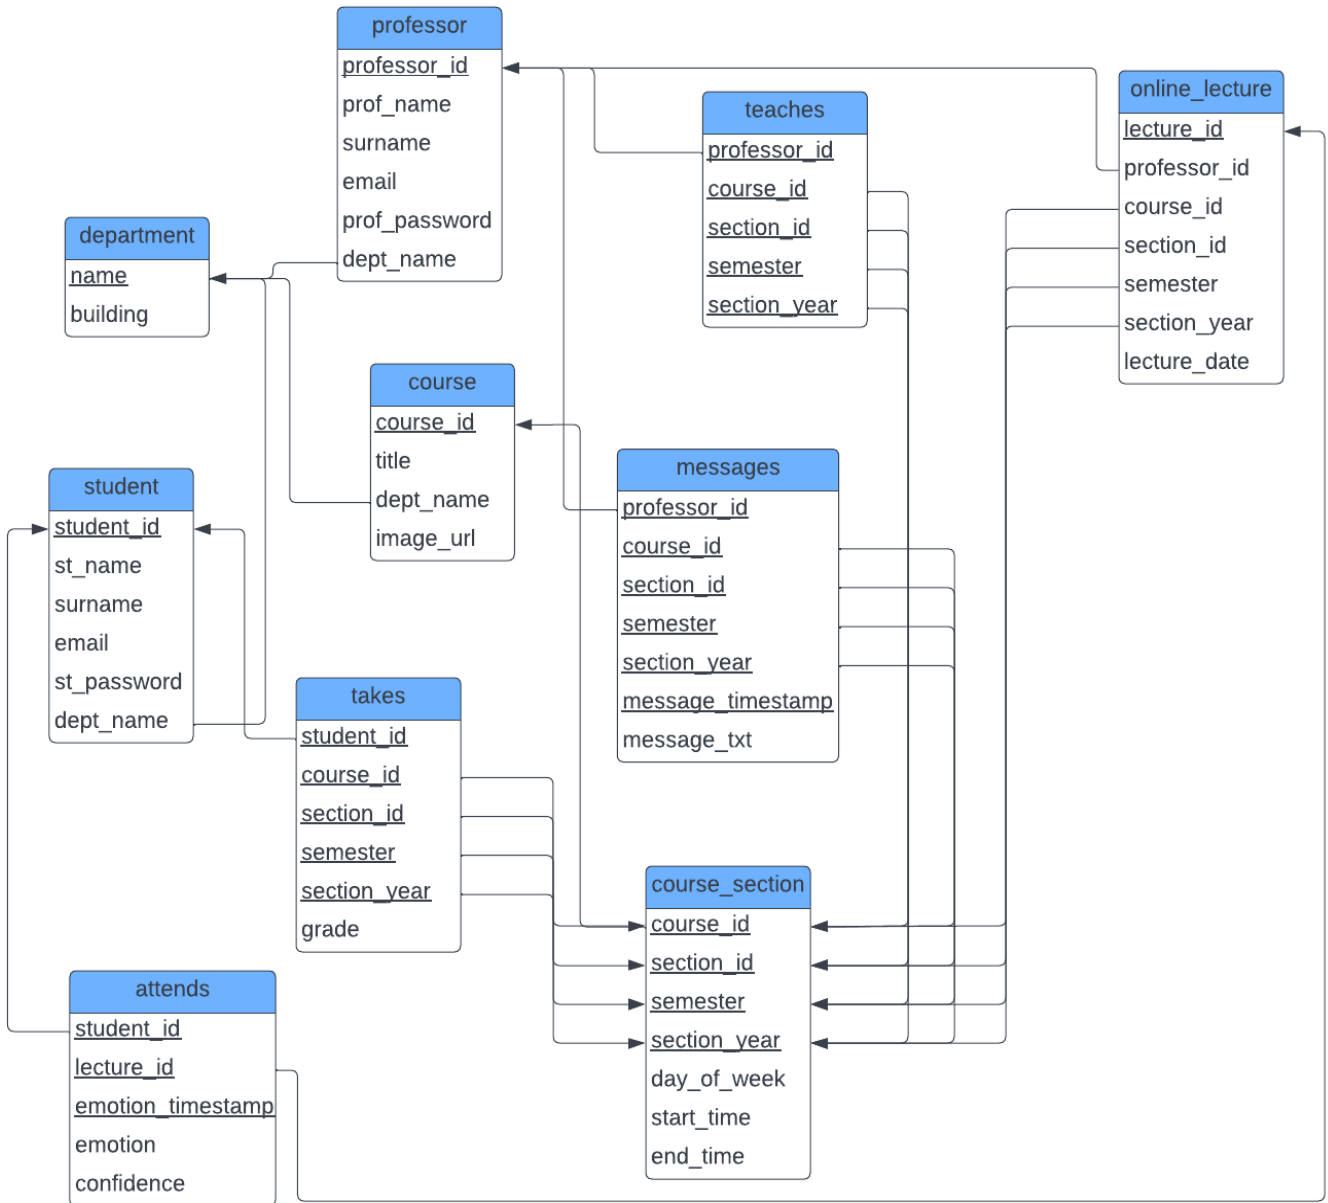 professor
professor_id
prof_name
surname
email
prof_password
dept_name
online_lecture
lecture_id
professor_id
course_id
section_id
semester
section_year
lecture_date
teaches
professor_id
course_id
section_id
semester
section_year
department
name
building
course
course_id
title
dept_name
image_url
messages
professor_id
course_id
section_id
semester
section_year
message_timestamp
message_txt
student
student_id
st_name
surname
email
st_password
dept_name
takes
student_id
course_id
section_id
semester
section_year
grade
course_section
course_id
section_id
semester
section_year
day_of_week
start_time
end_time
attends
student_id
lecture_id
emotion_timestamp
emotion
confidence